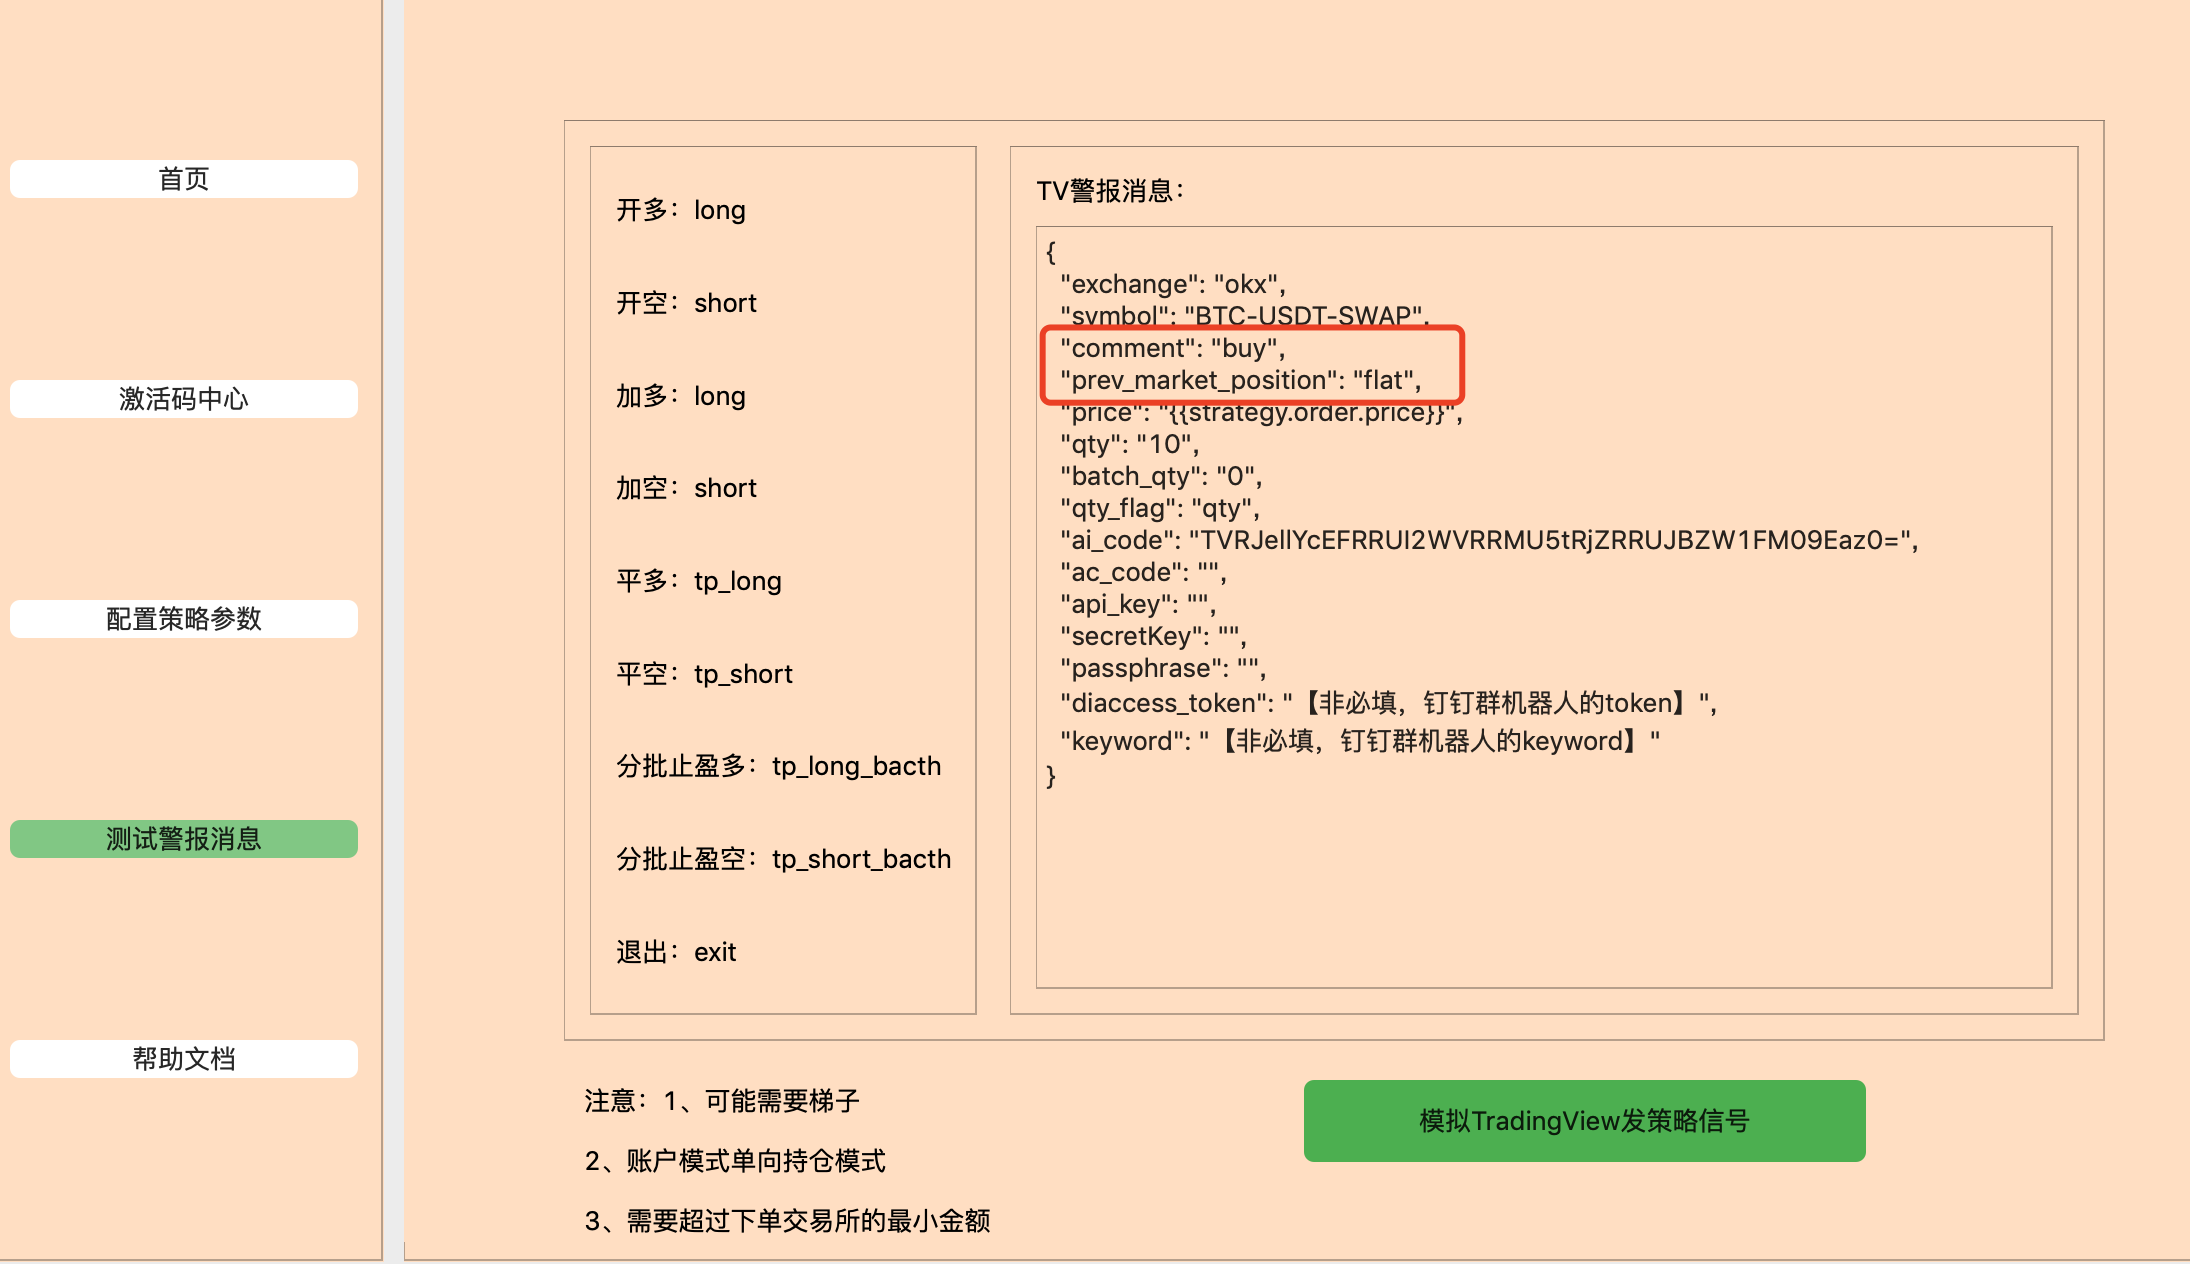 首页
激活码中心
配置策略参数
测试警报消息
帮助文档
开多：long
开空：short
加多：long
加空：short
平多：tp_long
平空：tp_short
分批止盈多：tp_long_bacth
分批止盈空：tp_short_bacth
退出：exit
TV警报消息：
{
"exchange": "okx",
"symbol": "BTC-USDT-SWAP",
"comment": "buy",
"prev_market_position": "flat",
"price": "{{strategy.order.price}}",
"qty": "10",
"batch_qty": "0",
"qty_flag": "qty",
"ai_code":
"ac_code": "",
"api_key": "",
"secretKey": "",
"passphrase": "",
"diaccess_token": "【非必填，钉钉群机器人的token】",
"keyword": "【非必填，钉钉群机器人的keyword】"
}
注意：1、可能需要梯子
2、账户模式单向持仓模式
3、需要超过下单交易所的最小金额
模拟TradingView发策略信号